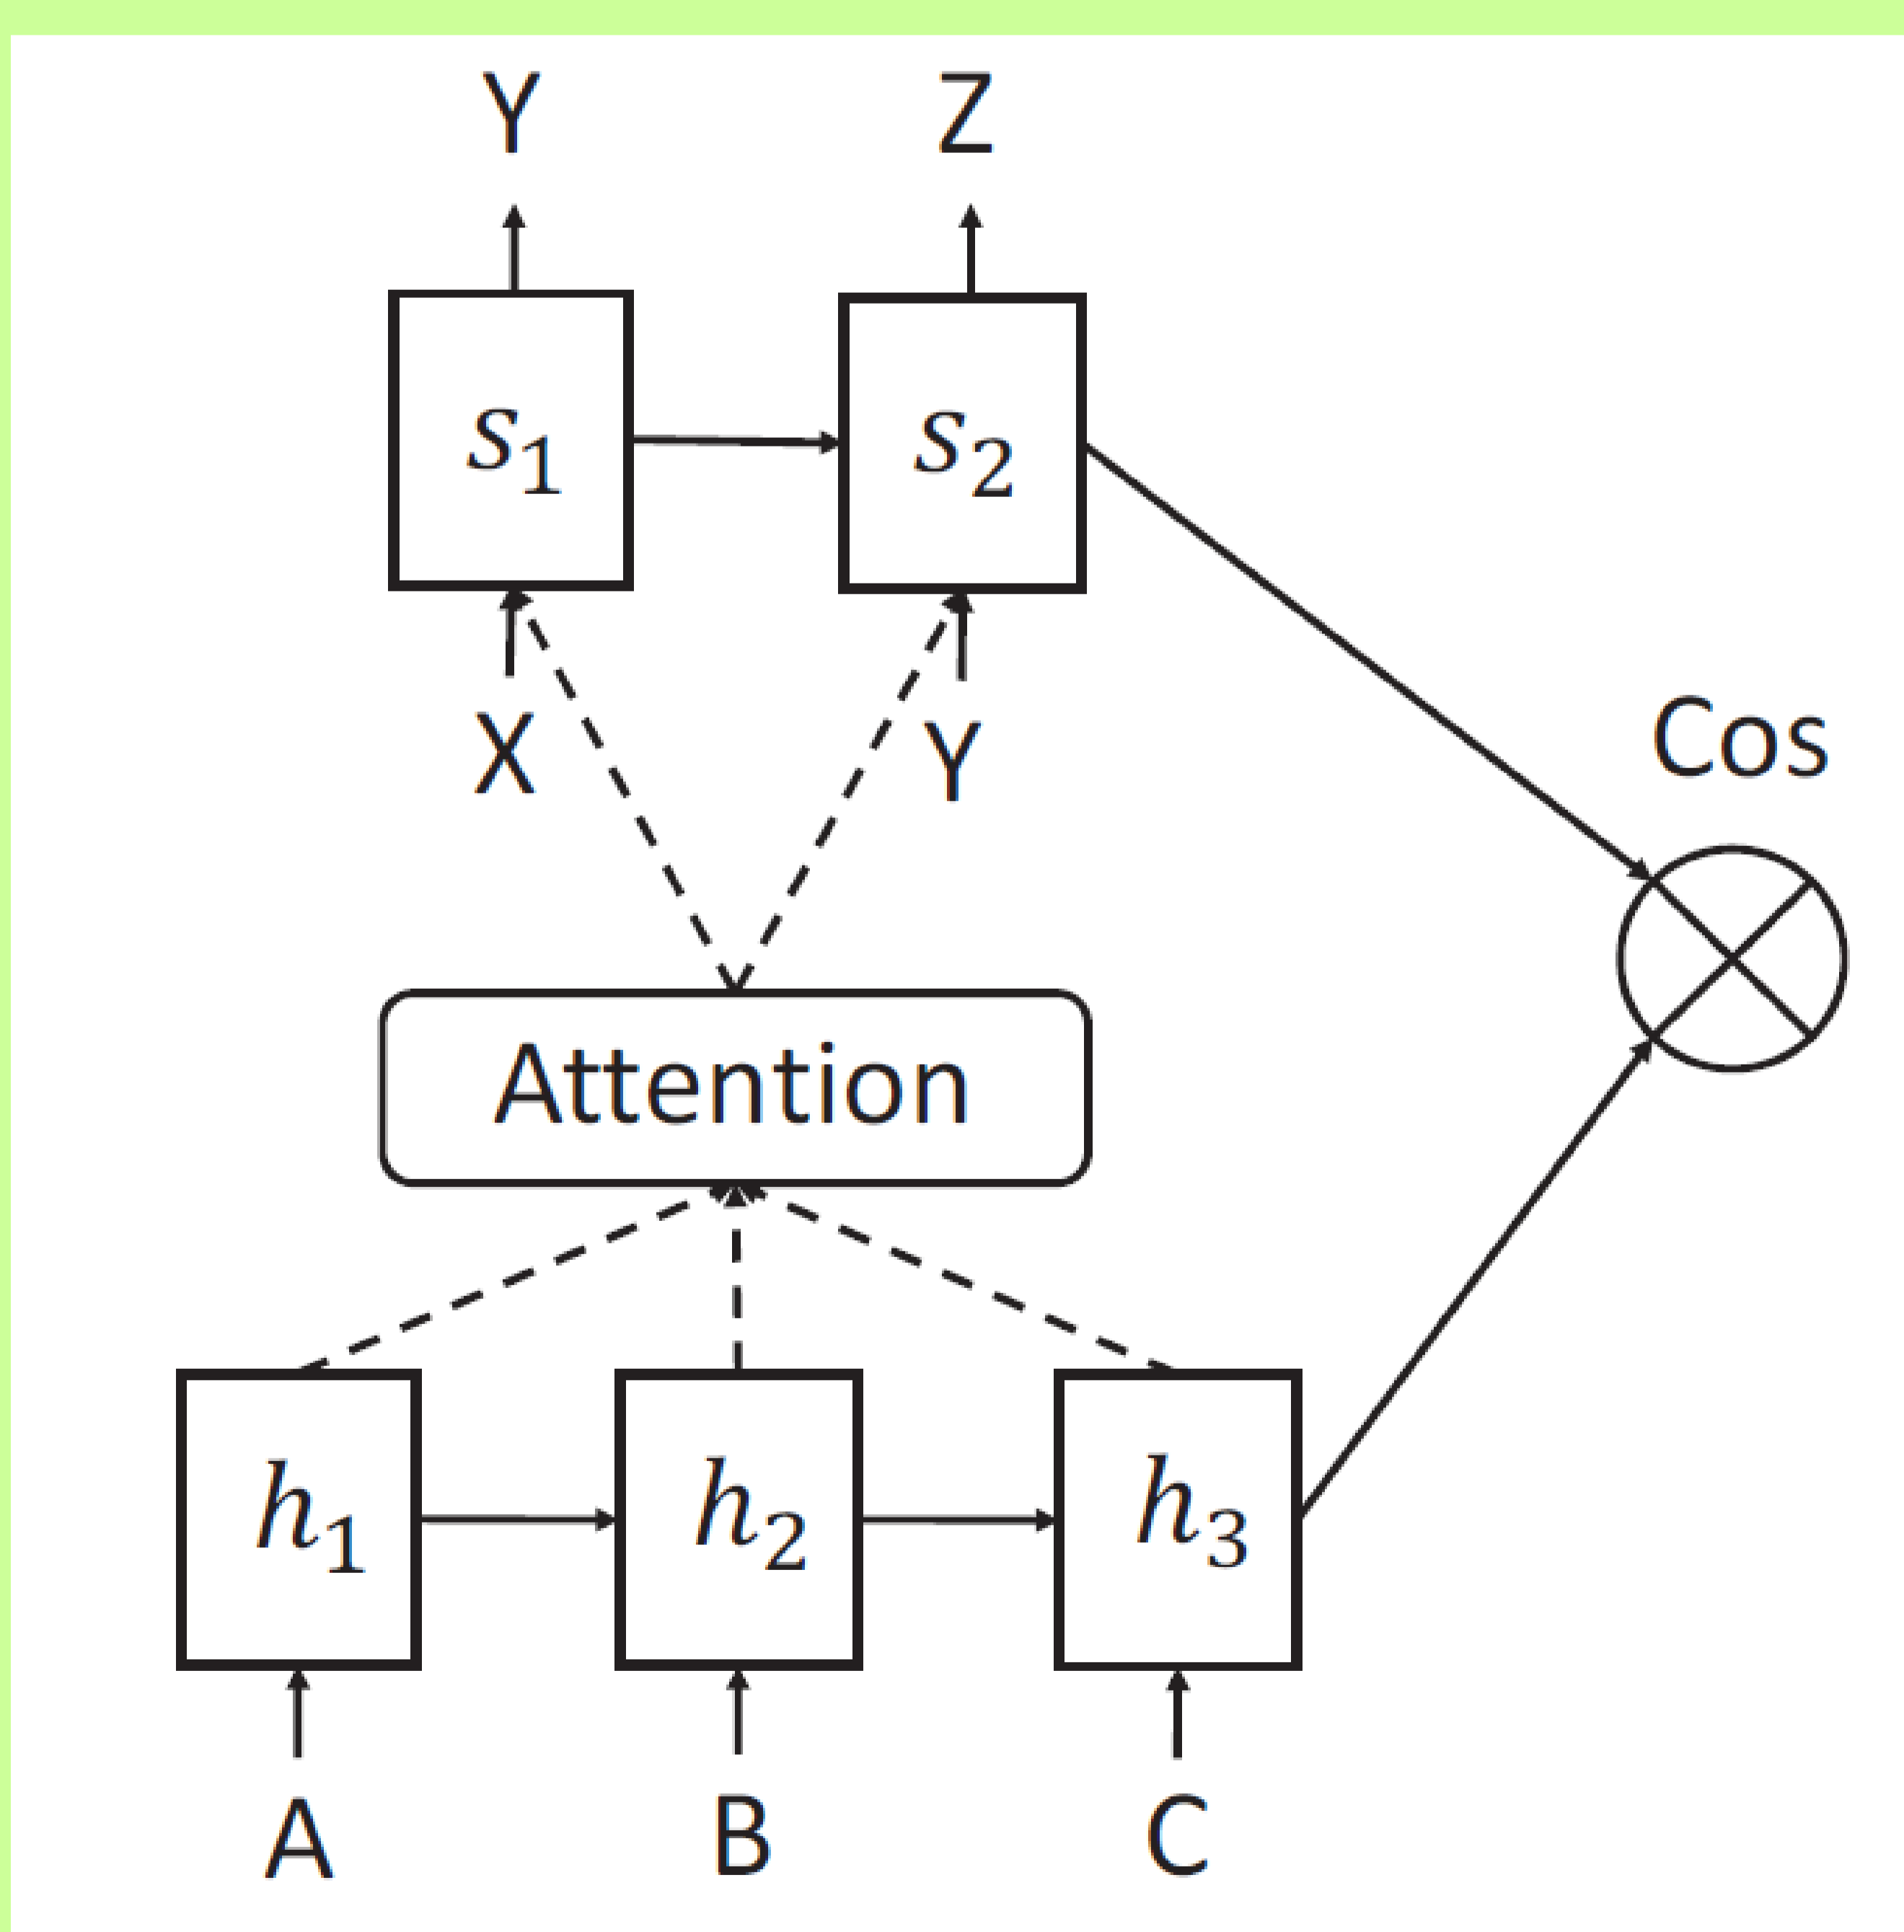 Y Z
s1 s2
X Y
Cos
Attention
h1 h2 h3
A B C